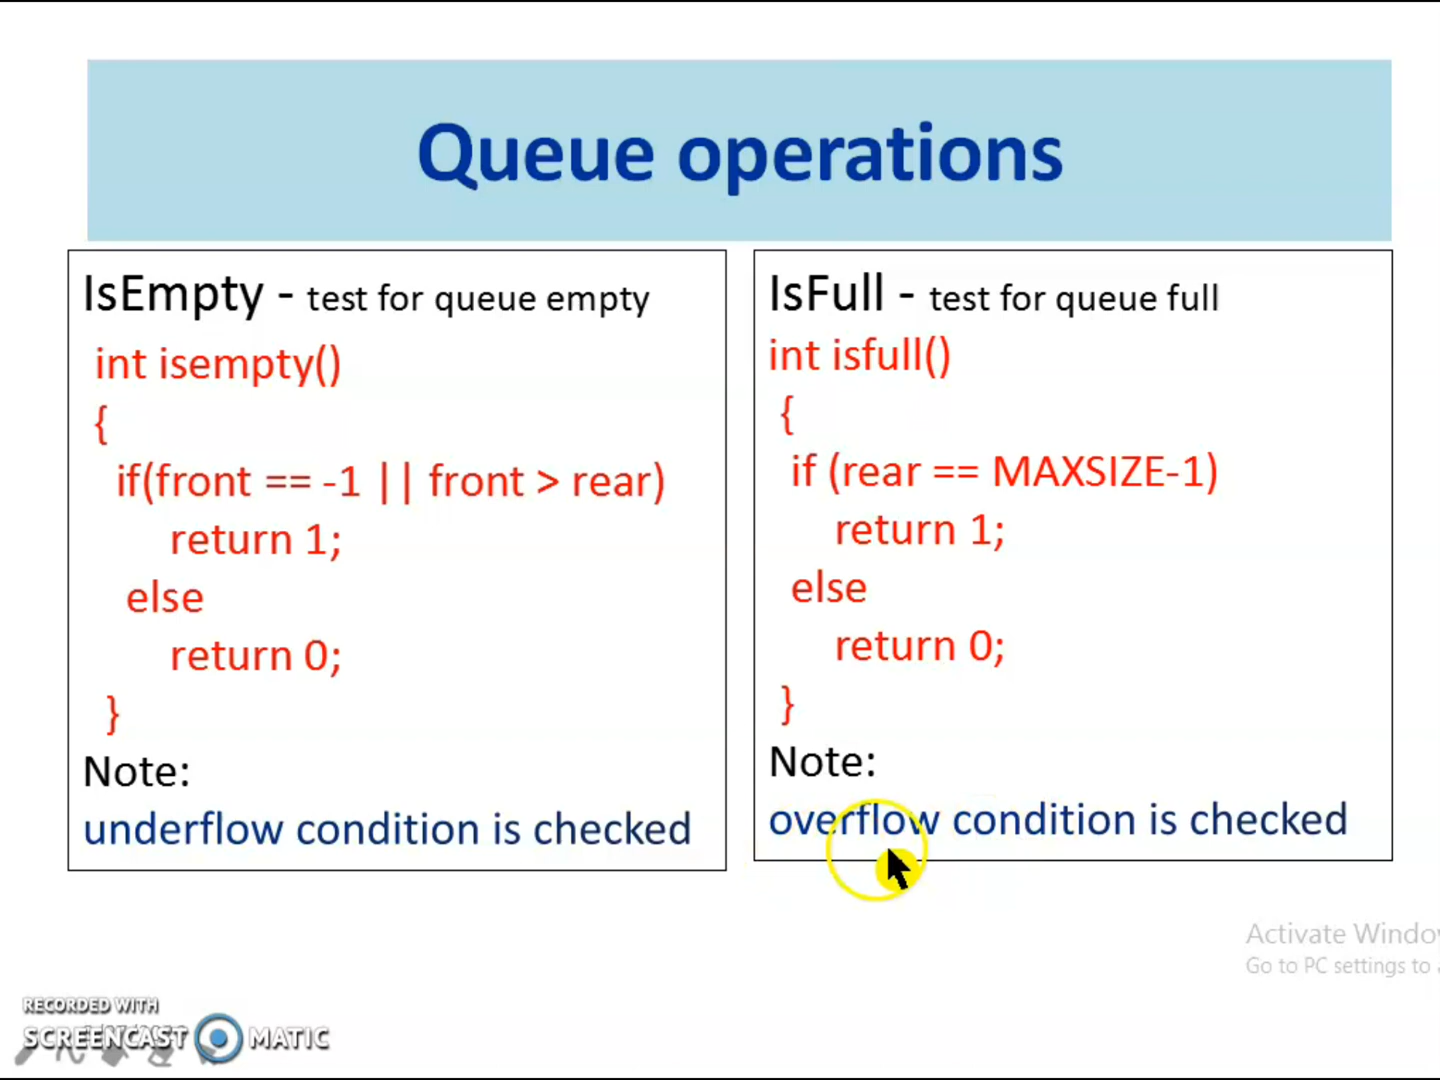 Queue operations
IsEmpty - test for queue empty
int isempty()
{
if(front == -1 || front > rear)
return 1;
else
return 0;
}
Note:
underflow condition is checked
IsFull - test for queue full
int isfull()
{
if (rear == MAXSIZE-1)
return 1;
else
return 0;
}
Note:
overflow condition is checked
Activate Windo
Go to PC settings to
RECORDED WITH
SCREENCAST MATIC